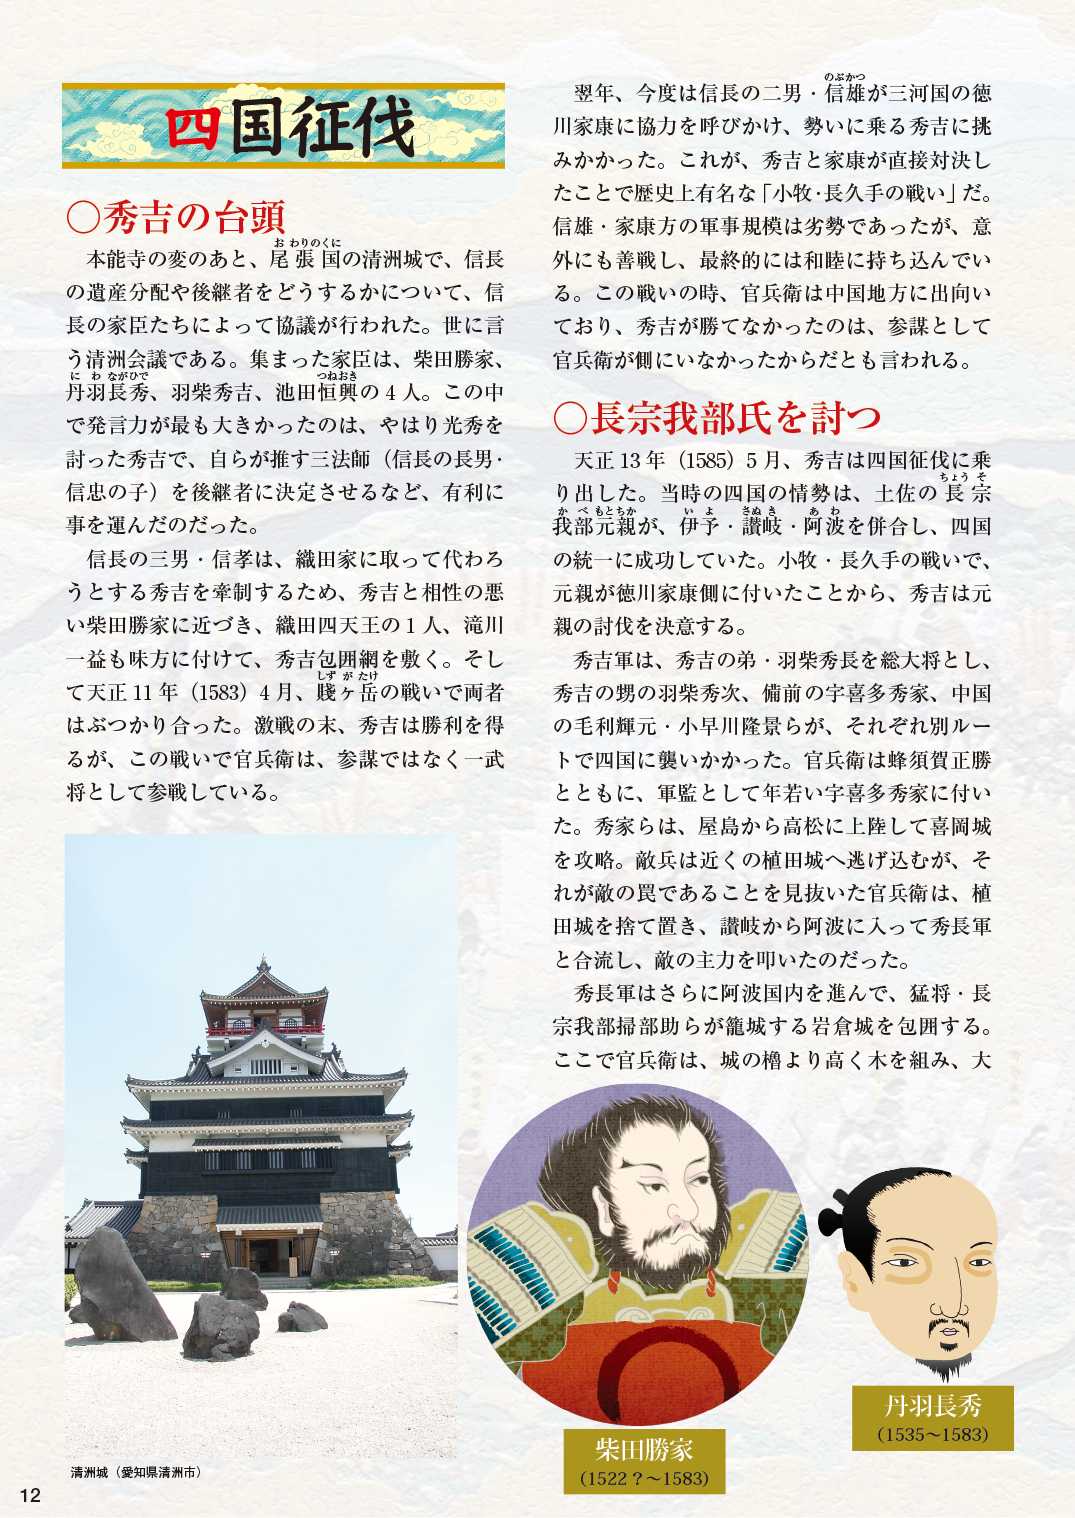 四国征伐
○秀吉の台頭
本能寺の変のあと、尾張国の清洲城で、信長
の遺産分配や後継者をどうするかについて、信
長の家臣たちによって協議が行われた。世に言
う清洲会議である。集まった家臣は、柴田勝家、
丹羽長秀、羽柴秀吉、池田恒興の4人。この中
で発言力が最も大きかったのは、やはり光秀を
討った秀吉で、自らが推す三法師（信長の長男・
信忠の子）を後継者に決定させるなど、有利に
事を運んだのだった。
信長の三男・信孝は、織田家に取って代わろ
うとする秀吉を牽制するため、秀吉と相性の悪
い柴田勝家に近づき、織田四天王の1人、滝川
一益も味方に付けて、秀吉包囲網を敷く。そし
て天正11年（1583）4月、賤ヶ岳の戦いで両者
はぶつかり合った。激戦の末、秀吉は勝利を得
るが、この戦いで官兵衛は、参謀ではなく一武
将として参戦している。
翌年、今度は信長の二男・信雄が三河国の徳
川家康に協力を呼びかけ、勢いに乗る秀吉に挑
みかかった。これが、秀吉と家康が直接対決し
たことで歴史上有名な「小牧・長久手の戦い」だ。
信雄・家康方の軍事規模は劣勢であったが、意
外にも善戦し、最終的には和睦に持ち込んでい
る。この戦いの時、官兵衛は中国地方に出向い
ており、秀吉が勝てなかったのは、参謀として
官兵衛が側にいなかったからだとも言われる。
○長宗我部氏を討つ
天正13年（1585）5月、秀吉は四国征伐に乗
り出した。当時の四国の情勢は、土佐の長宗
我部元親が、伊予・讃岐・阿波を併合し、四国
の統一に成功していた。小牧・長久手の戦いで、
元親が徳川家康側に付いたことから、秀吉は元
親の討伐を決意する。
秀吉軍は、秀吉の弟・羽柴秀長を総大将とし、
秀吉の甥の羽柴秀次、備前の宇喜多秀家、中国
の毛利輝元・小早川隆景らが、それぞれ別ルー
トで四国に襲いかかった。官兵衛は蜂須賀正勝
とともに、軍監として年若い宇喜多秀家に付い
た。秀家らは、屋島から高松に上陸して喜岡城
を攻略。敵兵は近くの植田城へ逃げ込むが、そ
れが敵の罠であることを見抜いた官兵衛は、植
田城を捨て置き、讃岐から阿波に入って秀長軍
と合流し、敵の主力を叩いたのだった。
秀長軍はさらに阿波国内を進んで、猛将・長
宗我部掃部助らが籠城する岩倉城を包囲する。
ここで官兵衛は、城の櫓より高く木を組み、大
おわりのくに
にわながひで
つねおき
しずがたけ
のぶかつ
ちょうそ
かべもとちか
いよ
さぬき
あわ
清洲城（愛知県清洲市）
柴田勝家
（1522？～1583）
丹羽長秀
（1535～1583）
12